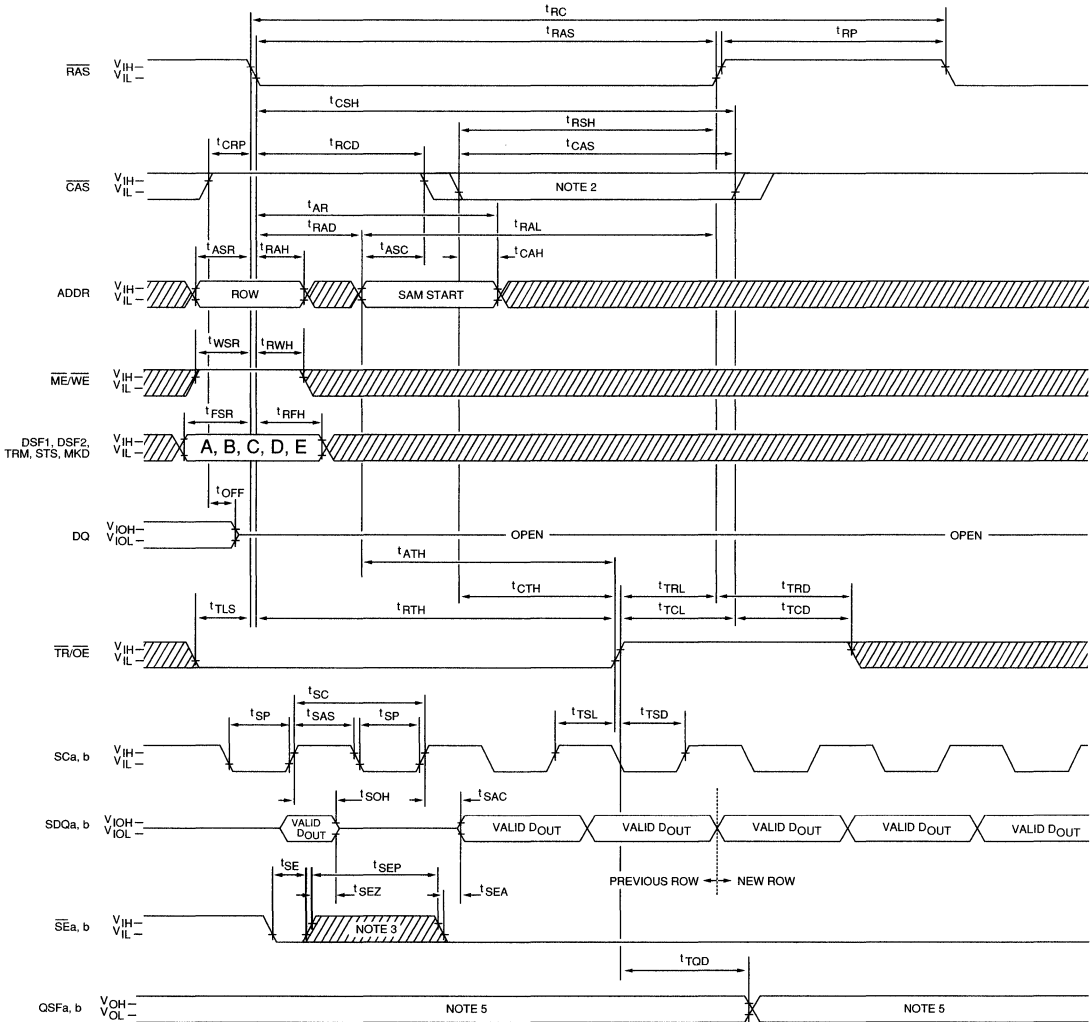 tRC
tRAS
tRP
RAS VIH VIL
tCSH
tRSH
tCRP tRCD tCAS
CAS VIH VIL NOTE 2
tAR
tRAD tRAL
tASR tRAH tASC tCAH
ADDR VIH VIL ROW SAM START
tWSR tRWH
ME/WE VIH VIL
tFSR tRFH
DSF1, DSF2,
TRM, STS, MKD VIH VIL A, B, C, D, E
tOFF
DQ VIOH VIOL OPEN OPEN
tATH
tCTH tTRL tTRD
tTLS tRTH tTCL tTCD
TR/OE VIH VIL
tSC
tSP tSAS tSP tTSL tTSD
SCa, b VIH VIL
tSOH tSAC
SDQa, b VIOH VIOL VALID DOUT VALID DOUT VALID DOUT VALID DOUT VALID DOUT VALID DOUT
tSE tSEP
tSEZ tSEA PREVIOUS ROW NEW ROW
SEa, b VIH VIL NOTE 3
tTQD
QSFa, b VOH VOL NOTE 5 NOTE 5